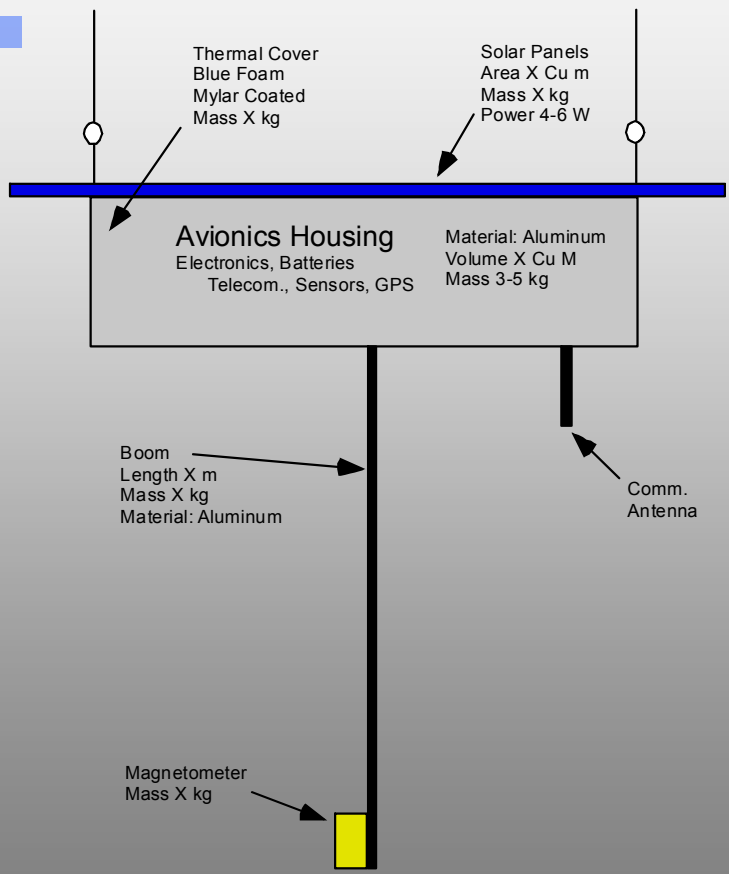 Thermal Cover
Blue Foam
Mylar Coated
Mass X kg
Solar Panels
Area X Cu m
Mass X kg
Power 4-6 W
Avionics Housing
Electronics, Batteries
Telecom., Sensors, GPS
Material: Aluminum
Volume X Cu M
Mass 3-5 kg
Boom
Length X m
Mass X kg
Material: Aluminum
Comm.
Antenna
Magnetometer
Mass X kg